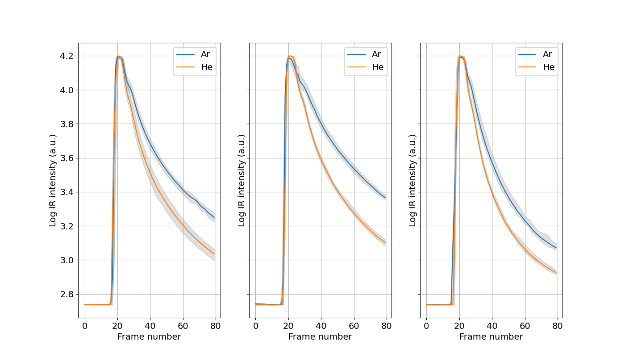 4.2
4.0
3.8
3.6
3.4
3.2
3.0
2.8
Log IR intensity (a.u.)
0 20 40 60 80
Frame number
Ar
He
Log IR intensity (a.u.)
0 20 40 60 80
Frame number
Ar
He
Log IR intensity (a.u.)
0 20 40 60 80
Frame number
Ar
He